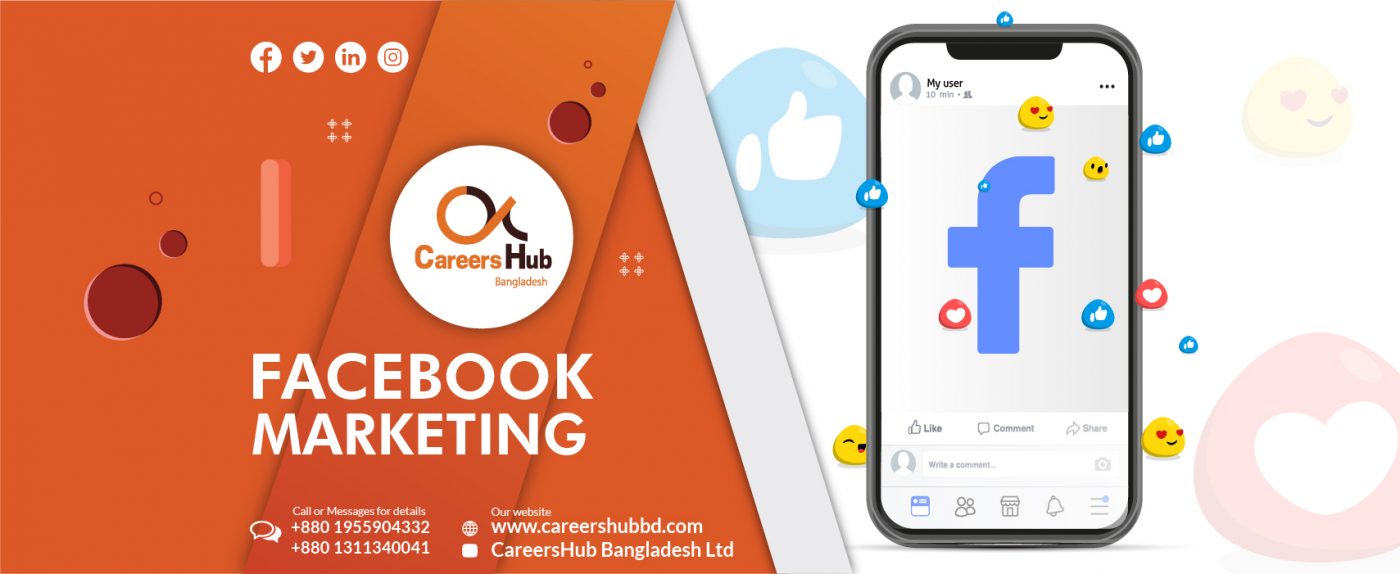 CareersHub
Bangladesh
FACEBOOK
MARKETING
Call or Messages for details
+880 1955904332
+880 1311340041
Our website
www.careershubbd.com
CareersHub Bangladesh Ltd
My user
10 min
Like Comment Share
Write a comment...